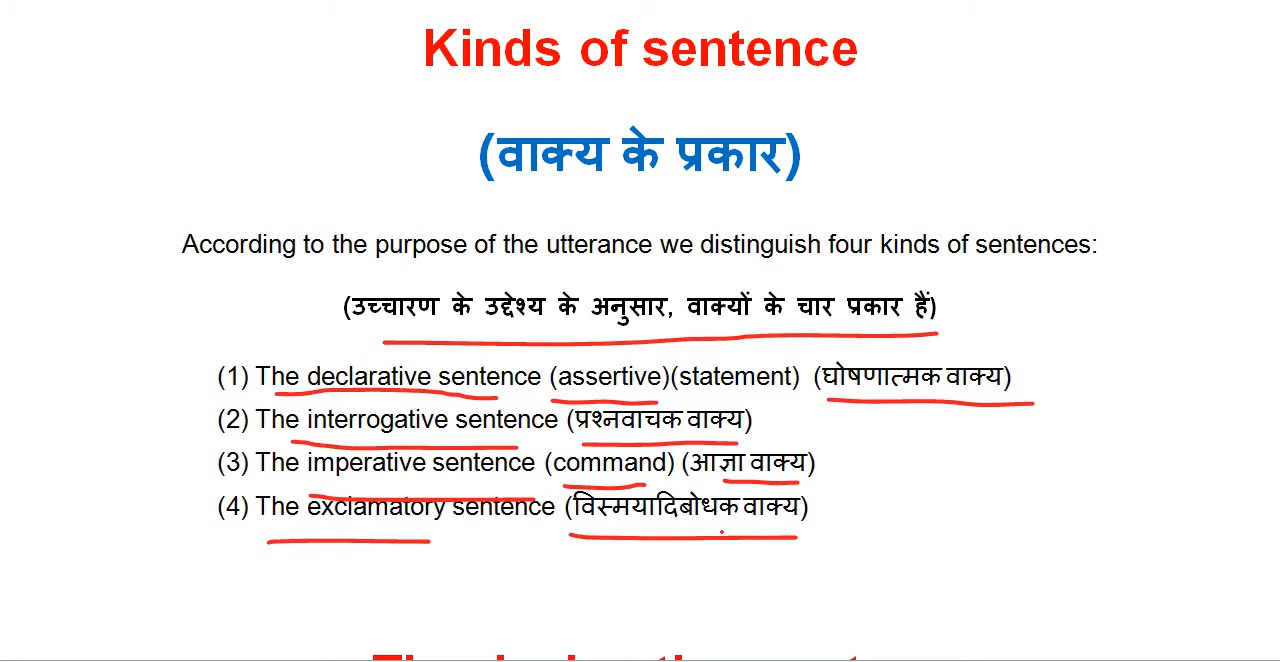 Kinds of sentence
(वाक्य के प्रकार)
According to the purpose of the utterance we distinguish four kinds of sentences:
(उच्चारण के उद्देश्य के अनुसार, वाक्यों के चार प्रकार हैं)
(1) The declarative sentence (assertive)(statement) (घोषणात्मक वाक्य)
(2) The interrogative sentence (प्रश्नवाचक वाक्य)
(3) The imperative sentence (command) (आज्ञा वाक्य)
(4) The exclamatory sentence (विस्मयादिबोधक वाक्य)